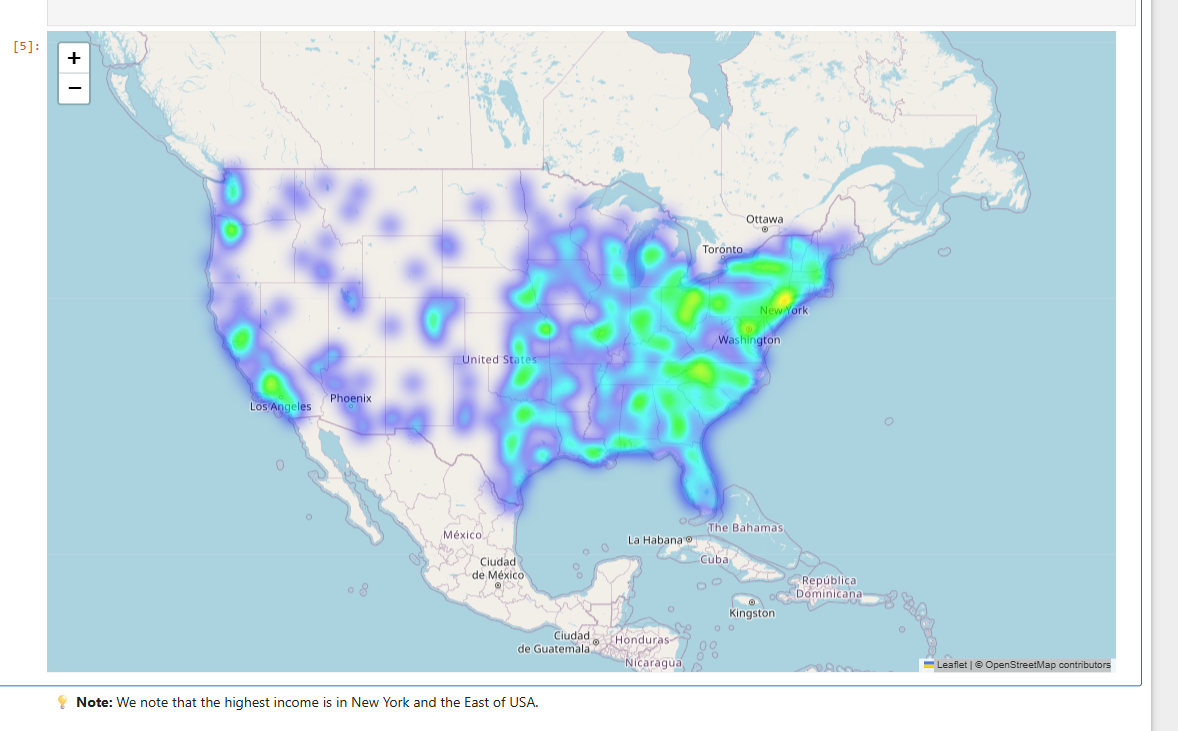 [5]:
+
−
Ottawa
Toronto
New York
Washington
United States
Phoenix
Los Angeles
The Bahamas
México
La Habana
Cuba
Ciudad
de México
República
Dominicana
Kingston
Ciudad
de Guatemala
Honduras
Nicaragua
Leaflet | © OpenStreetMap contributors
💡 Note: We note that the highest income is in New York and the East of USA.